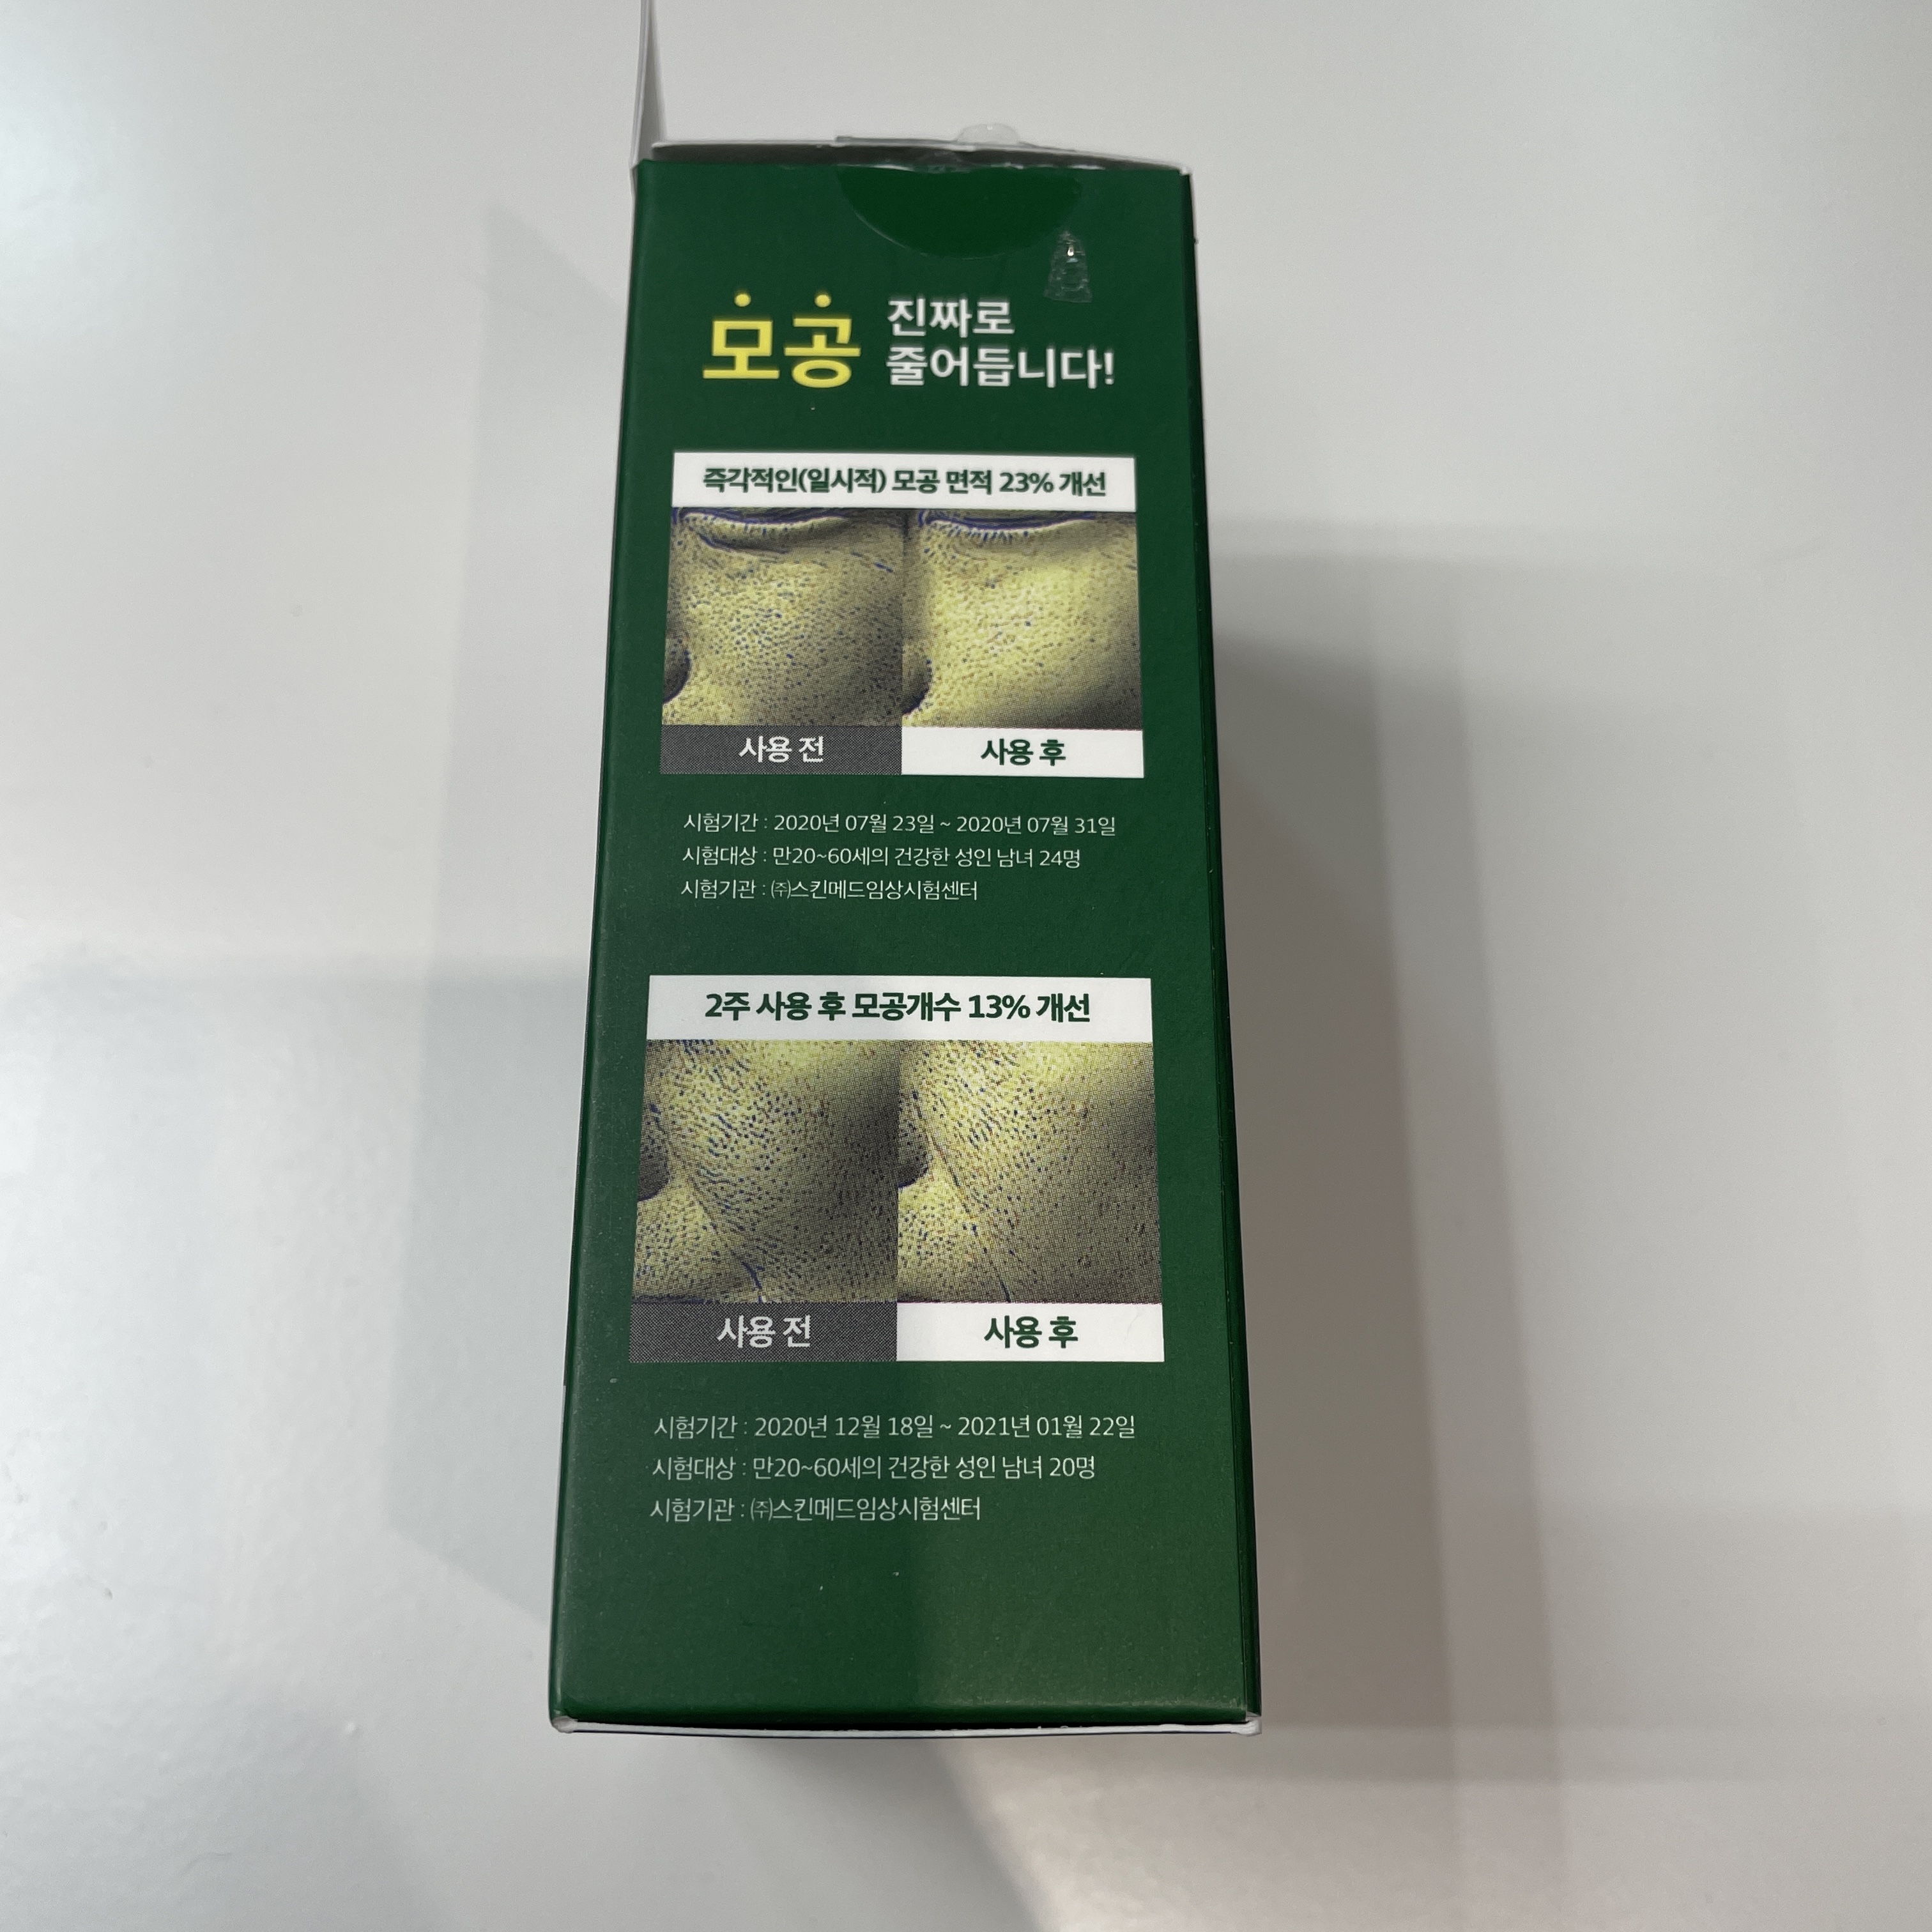 모공 진짜로
줄어듭니다!
즉각적인(일시적) 모공 면적 23% 개선
사용 전 사용 후
시험기간 : 2020년 07월 23일 ~ 2020년 07월 31일
시험대상 : 만20~60세의 건강한 성인 남녀 24명
시험기관 : ㈜스킨메드임상시험센터
2주 사용 후 모공개수 13% 개선
사용 전 사용 후
시험기간 : 2020년 12월 18일 ~ 2021년 01월 22일
시험대상 : 만20~60세의 건강한 성인 남녀 20명
시험기관 : ㈜스킨메드임상시험센터